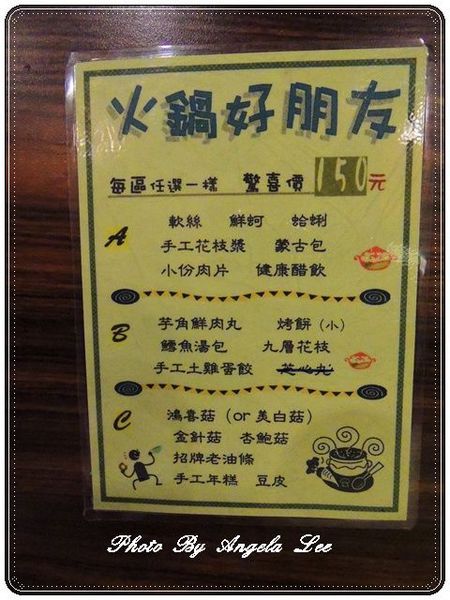 火鍋好朋友
每區任選一樣 驚喜價 150元
A
軟絲 鮮蚵 蛤蜊
手工花枝漿 蒙古包
小份肉片 健康醋飲
B
芋角鮮肉丸 烤餅(小)
鱈魚湯包 九層花枝
手工土雞蛋餃
C
鴻喜菇(or美白菇)
金針菇 杏鮑菇
招牌老油條
手工年糕 豆皮
Photo By Angela Lee